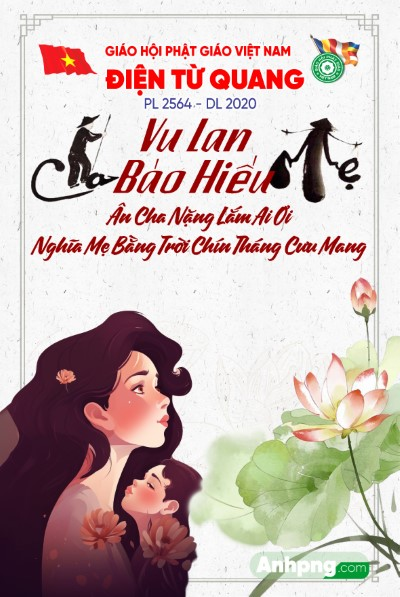 GIÁO HỘI PHẬT GIÁO VIỆT NAM
ĐIỆN TỪ QUANG
PL 2564 - DL 2020
Vu Lan
Cha Báo Hiếu Mẹ
Ân Cha Nặng Lắm Ai Ơi
Nghĩa Mẹ Bằng Trời Chín Tháng Cưu Mang
Anhpng.com